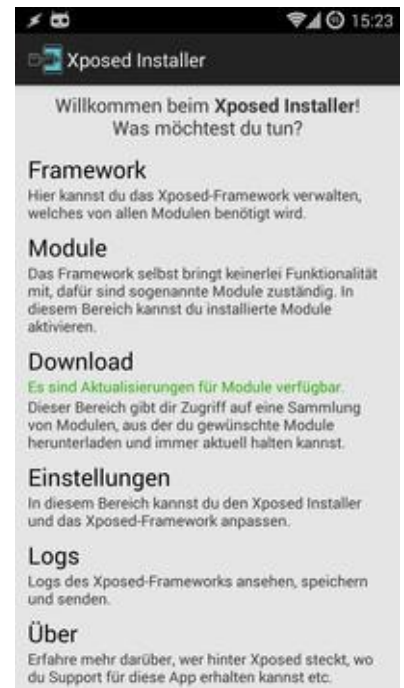 15:23
Xposed Installer
Willkommen beim Xposed Installer!
Was möchtest du tun?
Framework
Hier kannst du das Xposed-Framework verwalten,
welches von allen Modulen benötigt wird.
Module
Das Framework selbst bringt keinerlei Funktionalität
mit, dafür sind sogenannte Module zuständig. In
diesem Bereich kannst du installierte Module
aktivieren.
Download
Es sind Aktualisierungen für Module verfügbar.
Dieser Bereich gibt dir Zugriff auf eine Sammlung
von Modulen, aus der du gewünschte Module
herunterladen und immer aktuell halten kannst.
Einstellungen
In diesem Bereich kannst du den Xposed Installer
und das Xposed-Framework anpassen.
Logs
Logs des Xposed-Frameworks ansehen, speichern
und senden.
Über
Erfahre mehr darüber, wer hinter Xposed steckt, wo
du Support für diese App erhalten kannst etc.